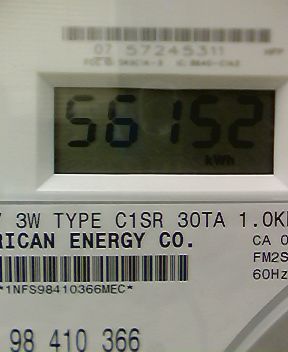 07 57245311
56152
kWh
3W TYPE C1SR 30TA 1.0K
RICAN ENERGY CO.
CA 0
FM2S
60Hz
*1NFS98410366MEC*
98 410 366